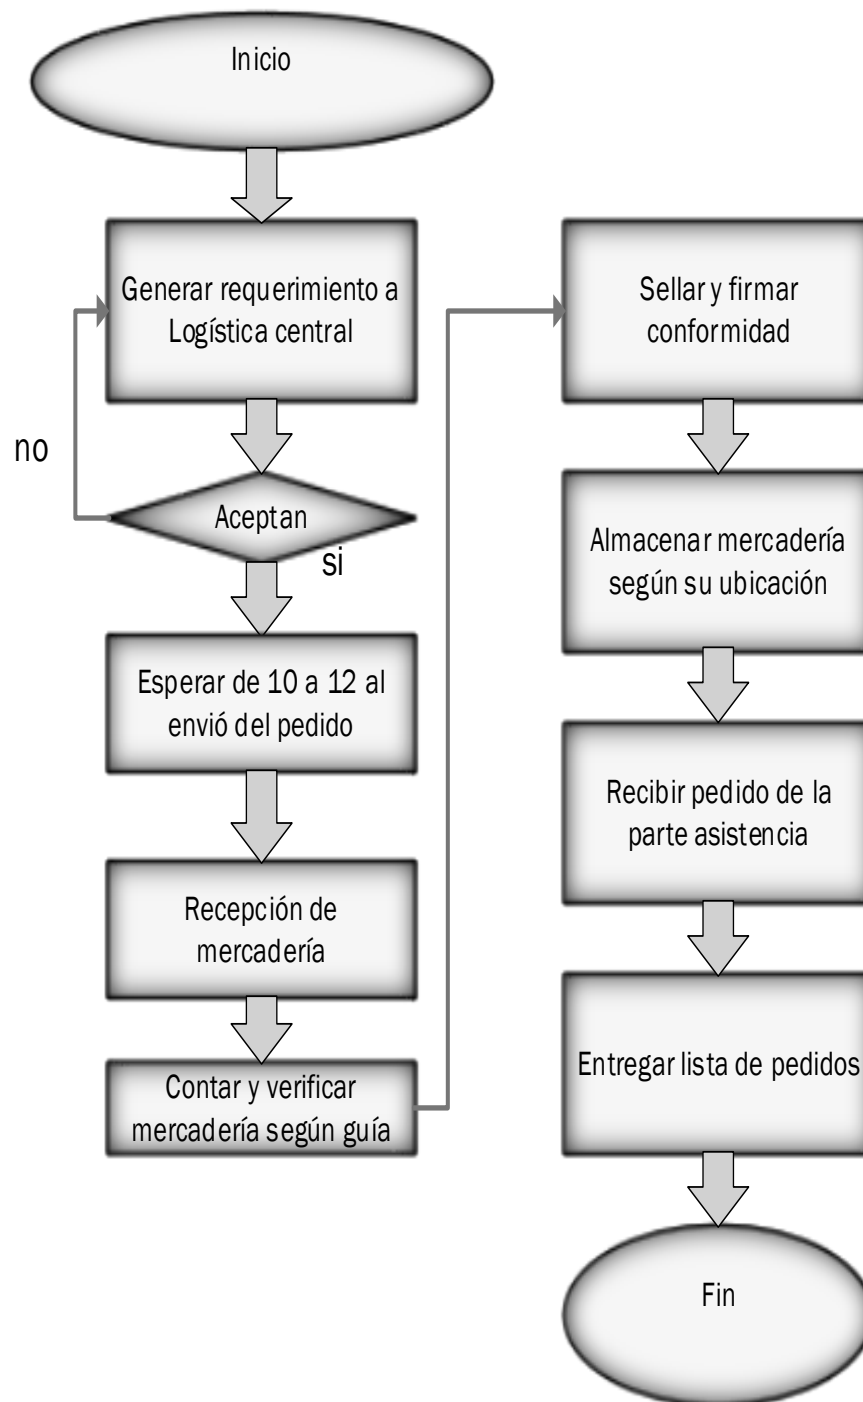 Inicio
Generar requerimiento a
Logística central
no
Aceptan
si
Esperar de 10 a 12 al
envió del pedido
Recepción de
mercadería
Contar y verificar
mercadería según guía
Sellar y firmar
conformidad
Almacenar mercadería
según su ubicación
Recibir pedido de la
parte asistencia
Entregar lista de pedidos
Fin